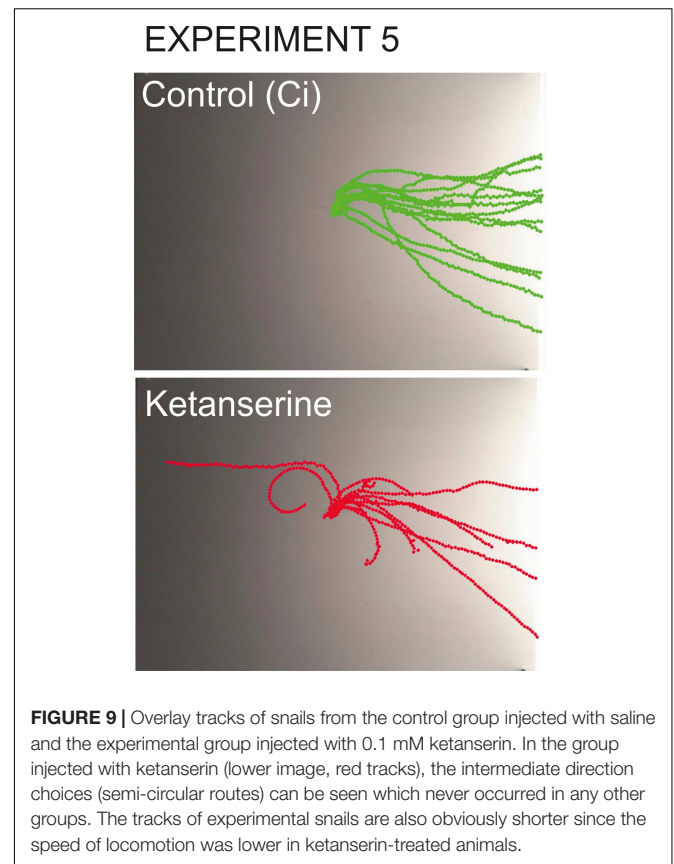 EXPERIMENT 5
Control (Ci)
Ketanserine
FIGURE 9 | Overlay tracks of snails from the control group injected with saline
and the experimental group injected with 0.1 mM ketanserin. In the group
injected with ketanserin (lower image, red tracks), the intermediate direction
choices (semi-circular routes) can be seen which never occurred in any other
groups. The tracks of experimental snails are also obviously shorter since the
speed of locomotion was lower in ketanserin-treated animals.